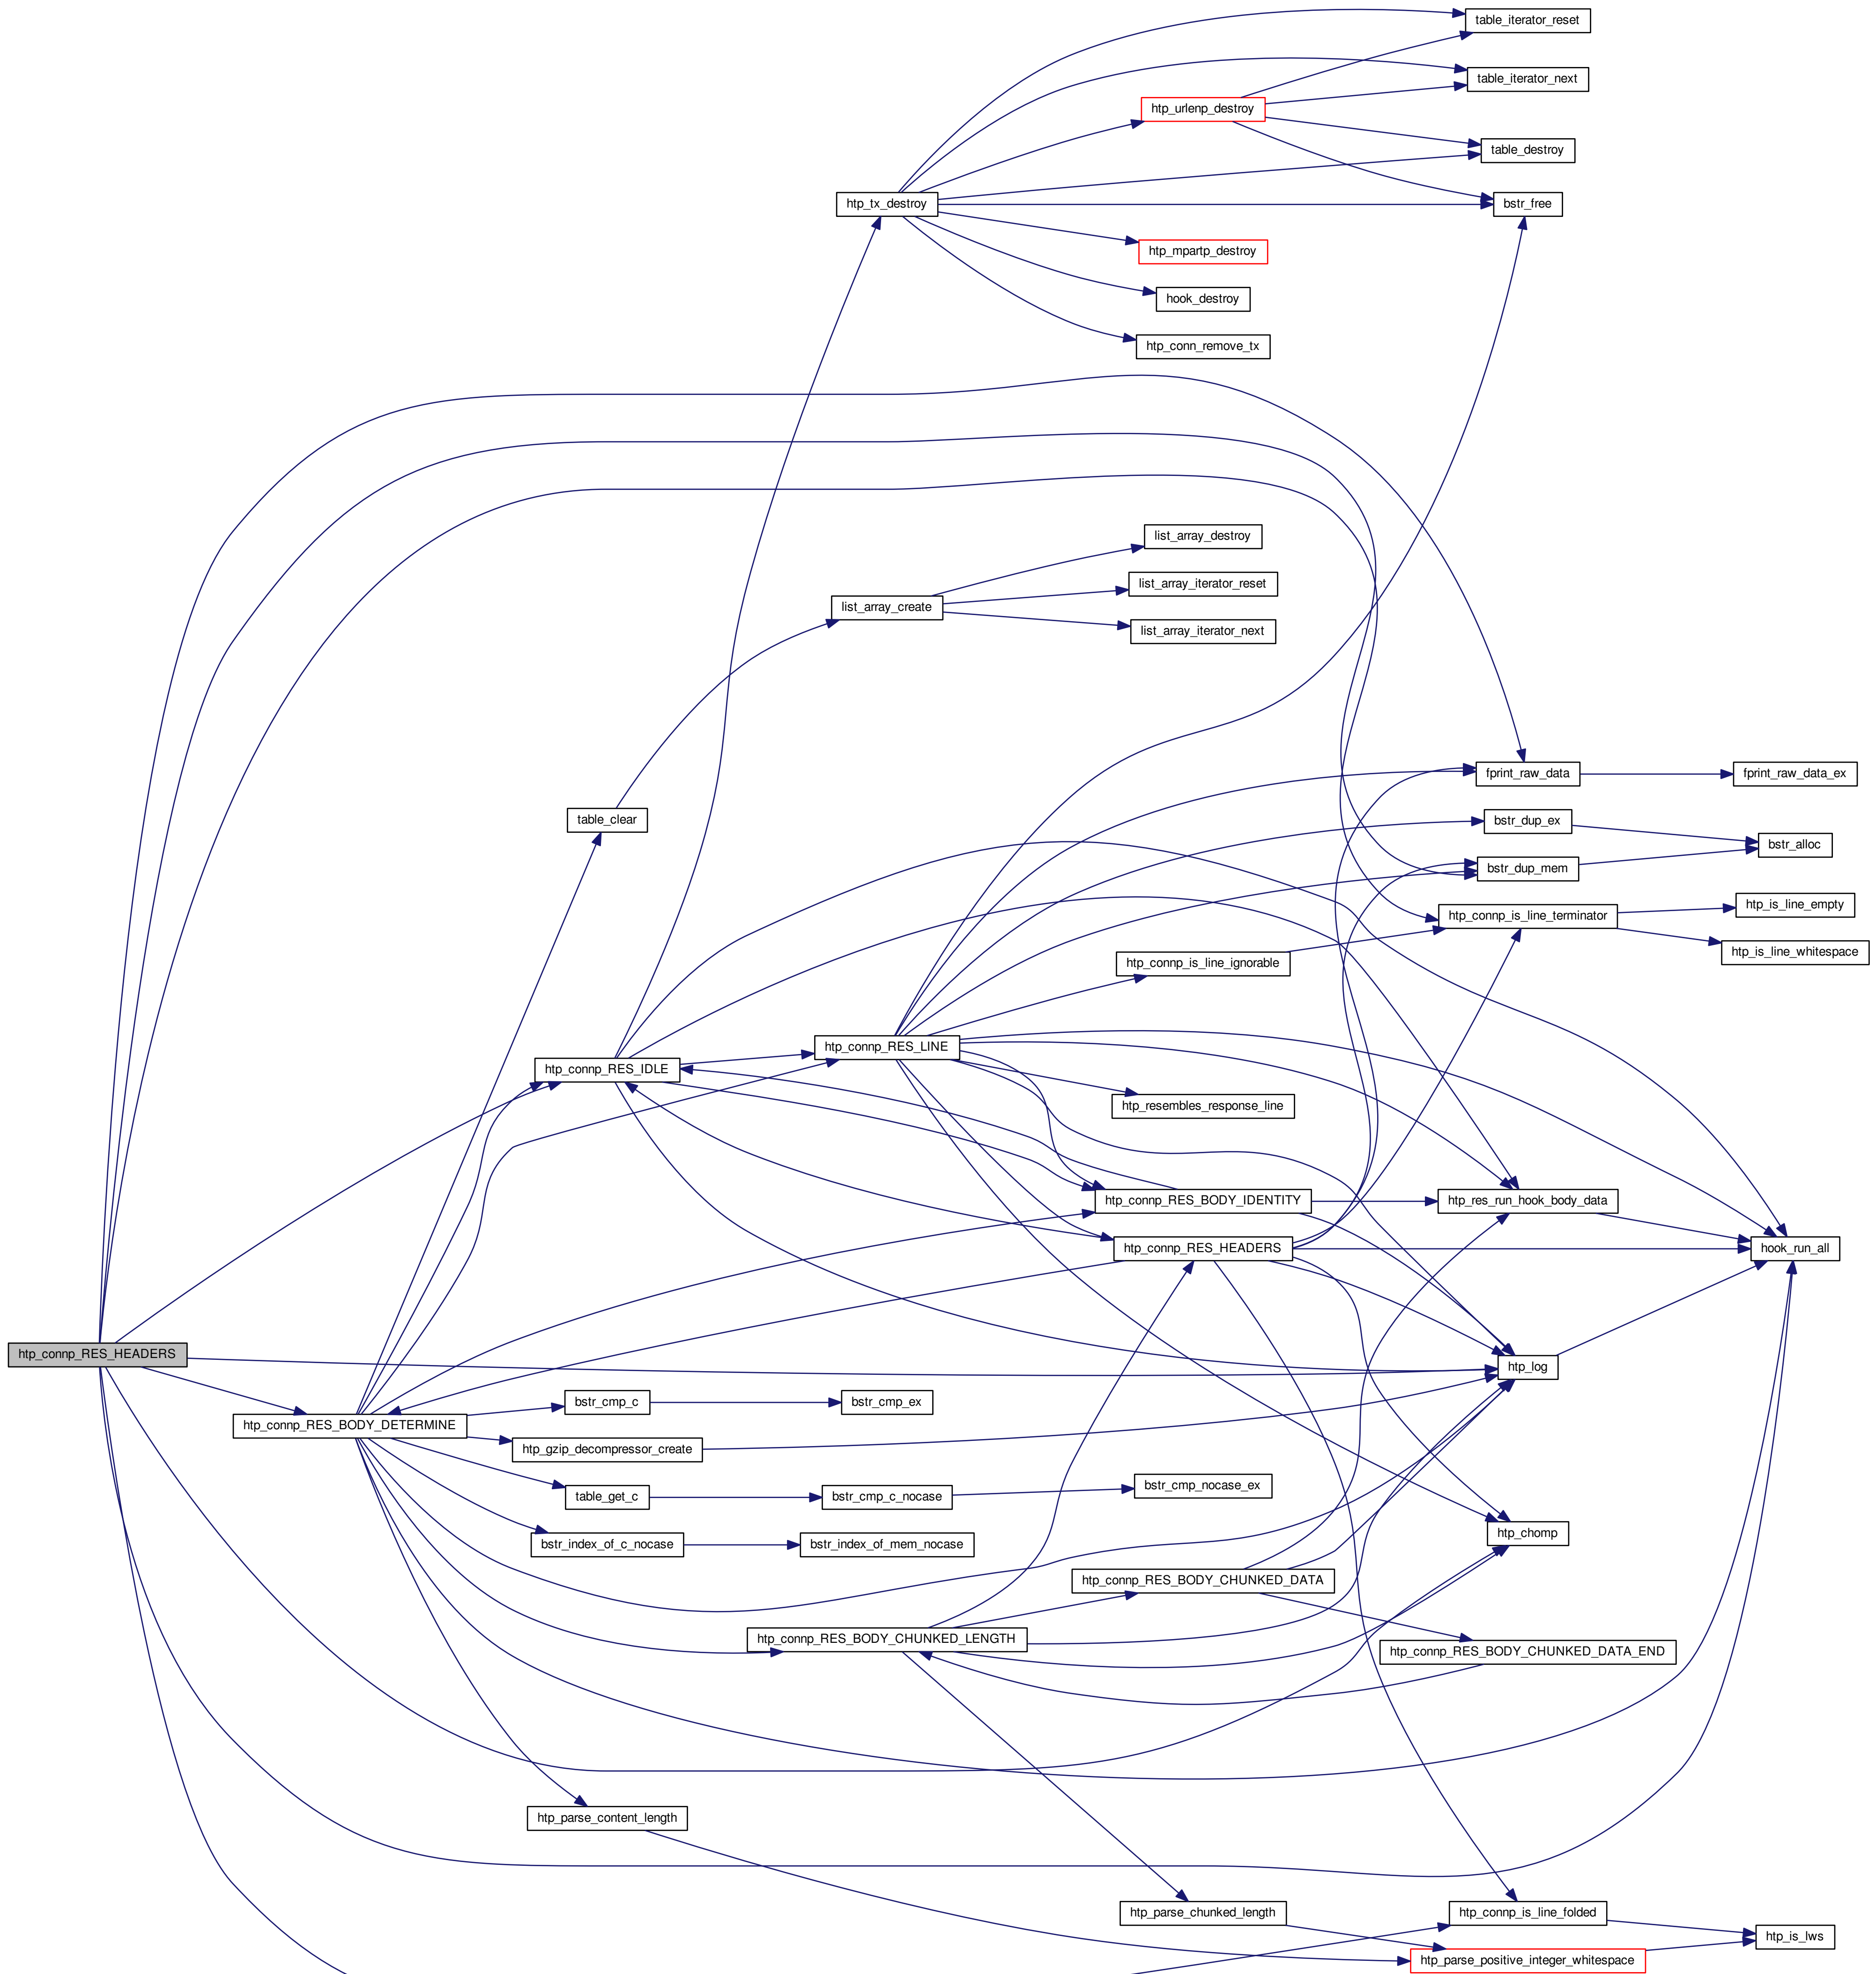 table_iterator_reset
table_iterator_next
htp_urlenp_destroy
table_destroy
htp_tx_destroy
bstr_free
htp_mpartp_destroy
hook_destroy
htp_conn_remove_tx
list_array_destroy
list_array_iterator_reset
list_array_create
list_array_iterator_next
fprint_raw_data
fprint_raw_data_ex
table_clear
bstr_dup_ex
bstr_alloc
bstr_dup_mem
htp_is_line_empty
htp_connp_is_line_terminator
htp_is_line_whitespace
htp_connp_is_line_ignorable
htp_connp_RES_LINE
htp_connp_RES_IDLE
htp_resembles_response_line
htp_connp_RES_BODY_IDENTITY
htp_res_run_hook_body_data
htp_connp_RES_HEADERS
hook_run_all
htp_connp_RES_HEADERS
htp_log
bstr_cmp_c
bstr_cmp_ex
htp_connp_RES_BODY_DETERMINE
htp_gzip_decompressor_create
table_get_c
bstr_cmp_c_nocase
bstr_cmp_nocase_ex
htp_chomp
bstr_index_of_c_nocase
bstr_index_of_mem_nocase
htp_connp_RES_BODY_CHUNKED_DATA
htp_connp_RES_BODY_CHUNKED_LENGTH
htp_connp_RES_BODY_CHUNKED_DATA_END
htp_parse_content_length
htp_parse_chunked_length
htp_connp_is_line_folded
htp_is_lws
htp_parse_positive_integer_whitespace